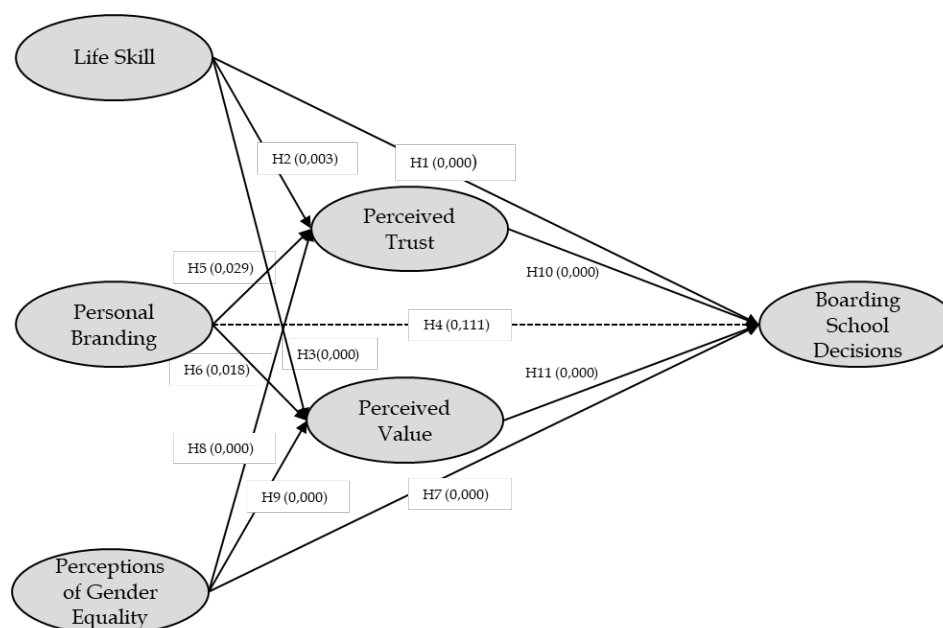 Life Skill
H2 (0,003)
H1 (0,000)
Perceived
Trust
H5 (0,029)
H10 (0,000)
Personal
Branding
H4 (0,111)
Boarding
School
Decisions
H3(0,000)
H6 (0,018)
H11 (0,000)
Perceived
Value
H8 (0,000)
H9 (0,000)
H7 (0,000)
Perceptions
of Gender
Equality